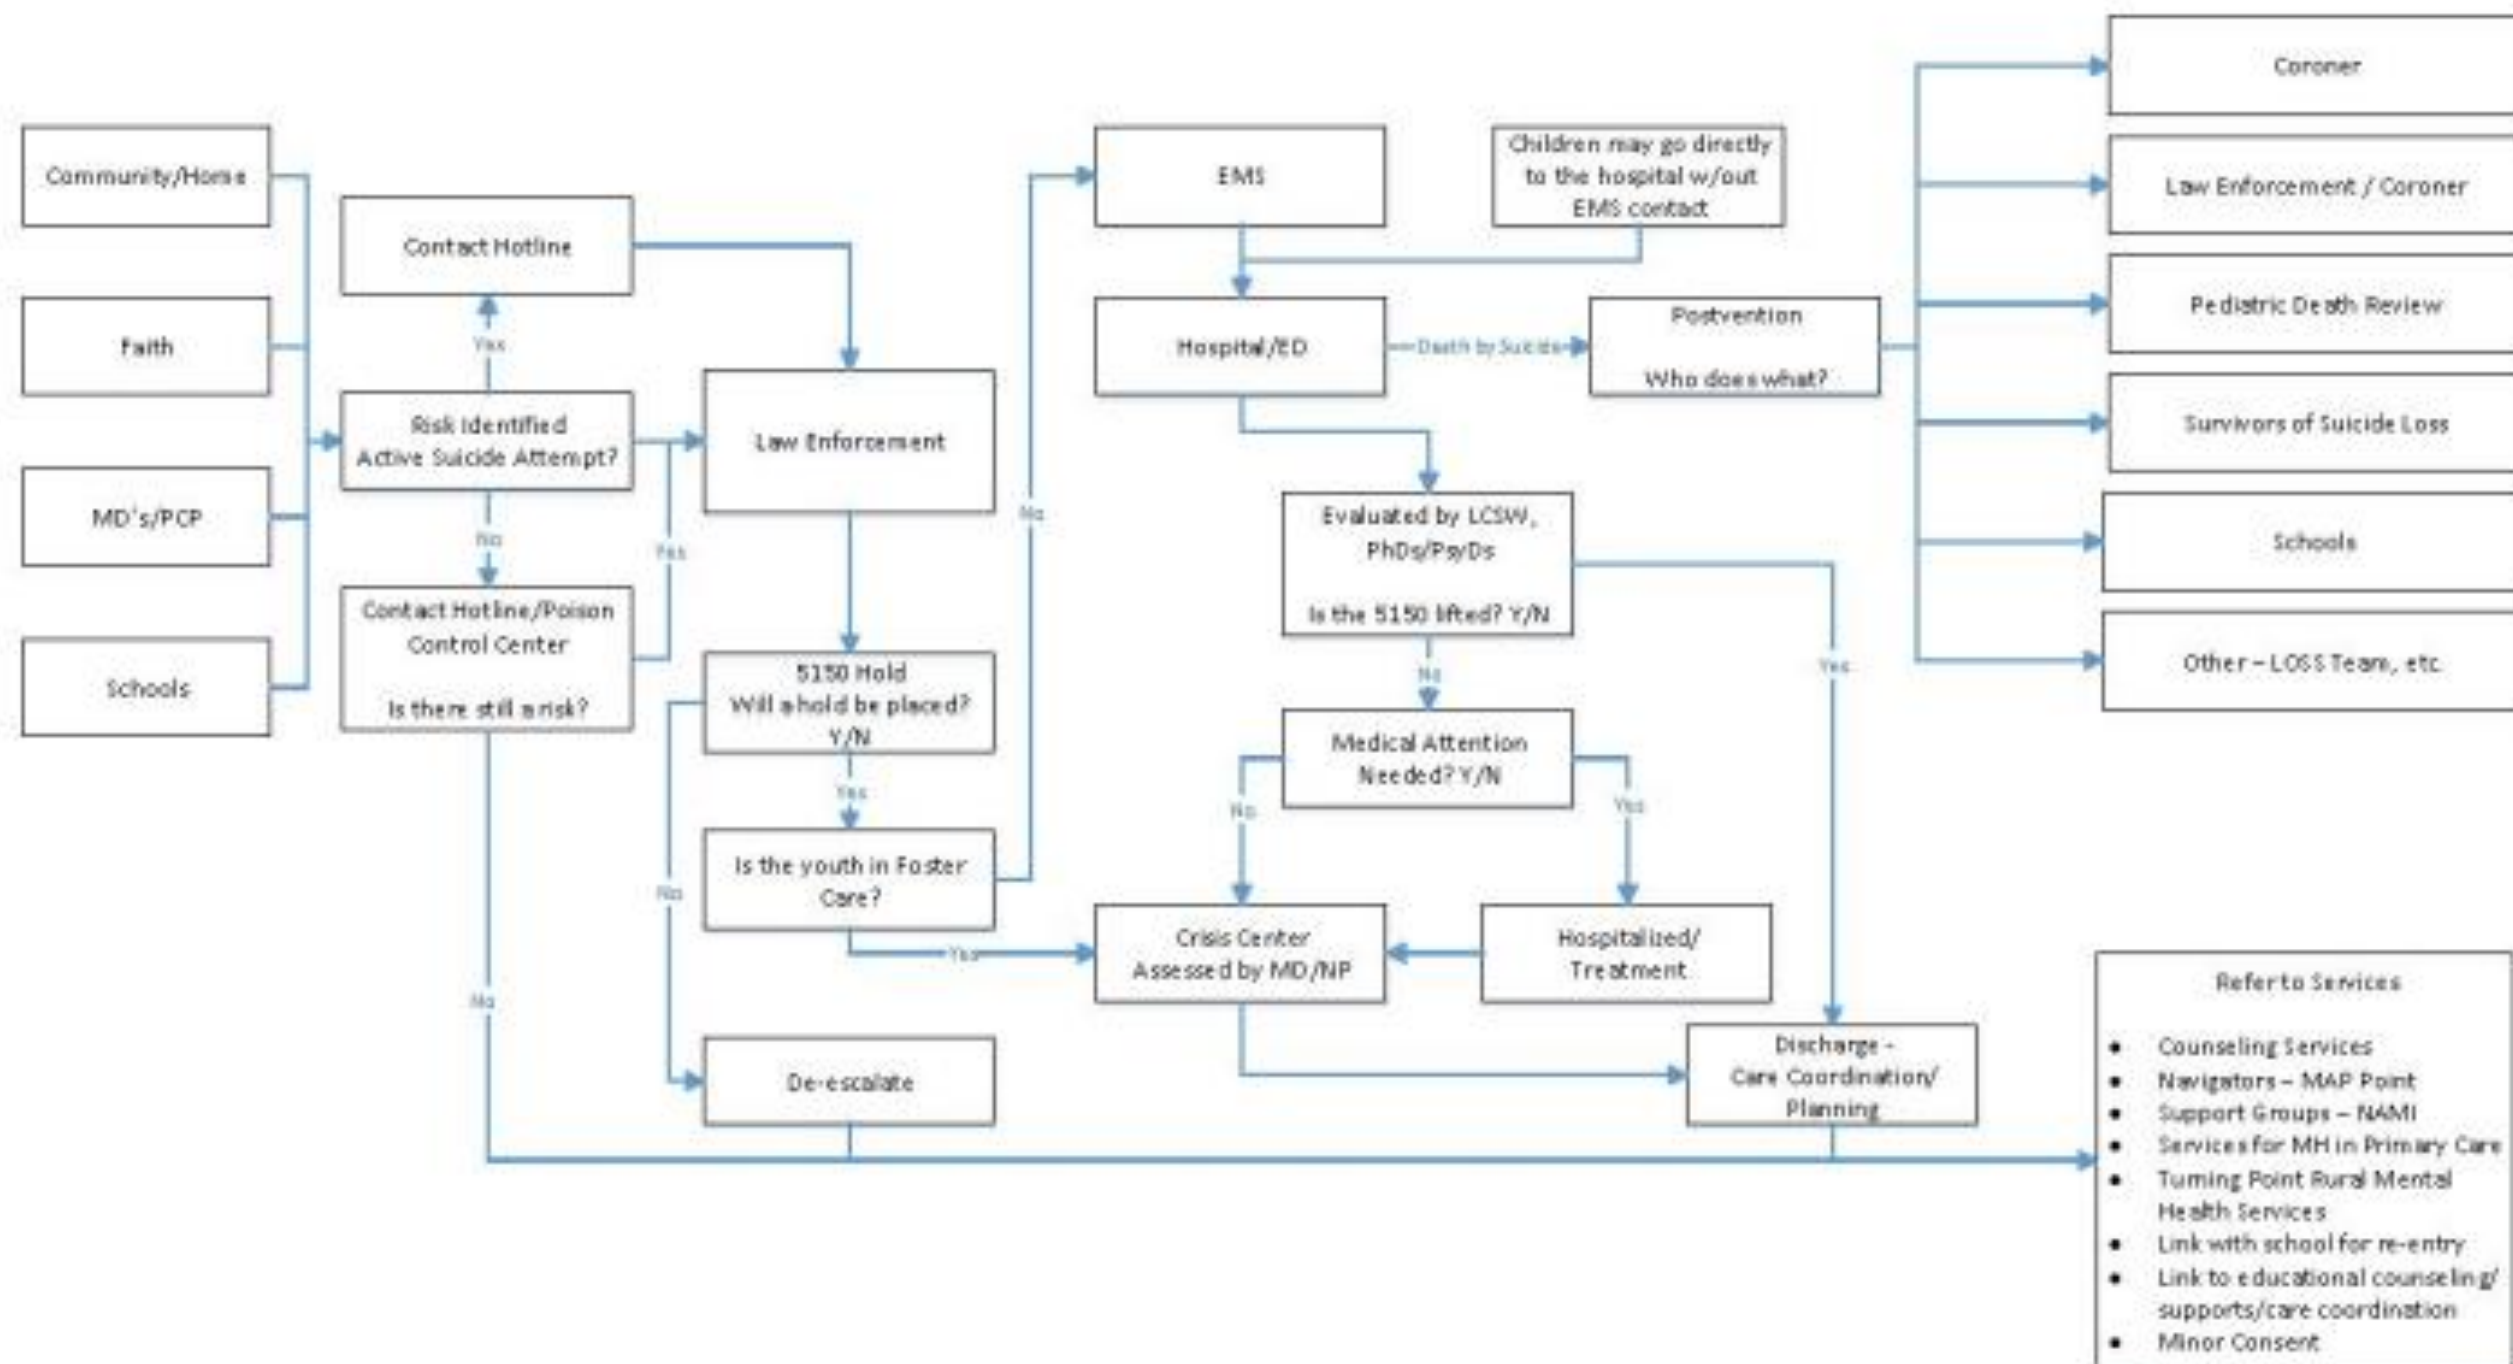 Community/Home
Faith
MD's/PCP
Schools
Contact Hotline
Yes
Risk Identified
Active Suicide Attempt?
No
Contact Hotline/Poison
Control Center
Is there still a risk?
Yes
No
Law Enforcement
5150 Hold
Will a hold be placed?
Y/N
Yes
No
Is the youth in Foster
Care?
No
Yes
De-escalate
EMS
Children may go directly
to the hospital w/out
EMS contact
Hospital/ED
Death by Suicide
Postvention
Who does what?
Evaluated by LCSW,
PhDs/PsyDs
Is the 5150 lifted? Y/N
No
Yes
Medical Attention
Needed? Y/N
No
Yes
Crisis Center
Assessed by MD/NP
Hospitalized/
Treatment
Discharge -
Care Coordination/
Planning
Coroner
Law Enforcement / Coroner
Pediatric Death Review
Survivors of Suicide Loss
Schools
Other – LOSS Team, etc.
Refer to Services
• Counseling Services
• Navigators – MAP Point
• Support Groups – NAMI
• Services for MH in Primary Care
• Turning Point Rural Mental
Health Services
• Link with school for re-entry
• Link to educational counseling/
supports/care coordination
• Minor Consent